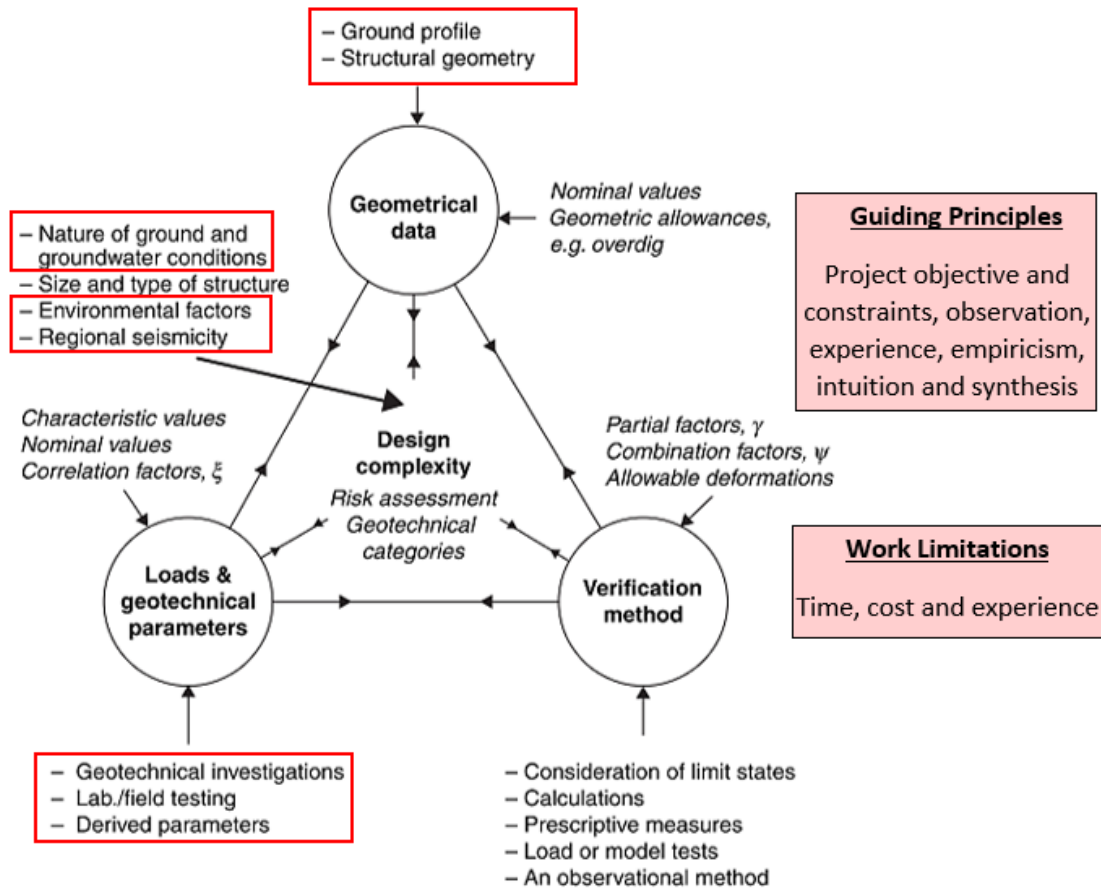 – Ground profile
– Structural geometry
Geometrical
data
Nominal values
Geometric allowances,
e.g. overdig
Guiding Principles
Project objective and
constraints, observation,
experience, empiricism,
intuition and synthesis
– Nature of ground and
groundwater conditions
– Size and type of structure
– Environmental factors
– Regional seismicity
Characteristic values
Nominal values
Correlation factors, ξ
Design
complexity
Risk assessment
Geotechnical
categories
Partial factors, γ
Combination factors, ψ
Allowable deformations
Loads &
geotechnical
parameters
Verification
method
Work Limitations
Time, cost and experience
– Geotechnical investigations
– Lab./field testing
– Derived parameters
– Consideration of limit states
– Calculations
– Prescriptive measures
– Load or model tests
– An observational method